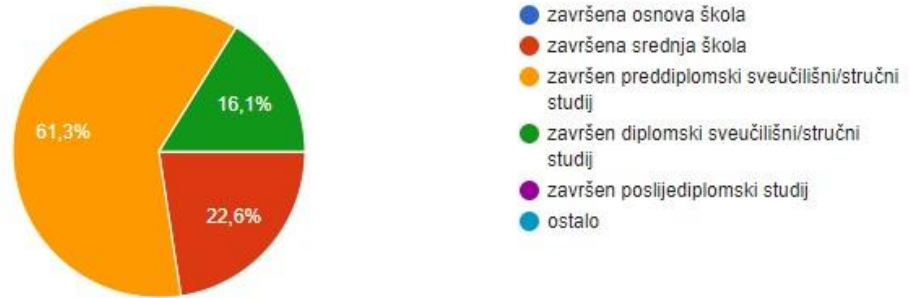 61,3%
16,1%
22,6%
završena osnova škola
završena srednja škola
završen preddiplomski sveučilišni/stručni
studij
završen diplomski sveučilišni/stručni
studij
završen poslijediplomski studij
ostalo